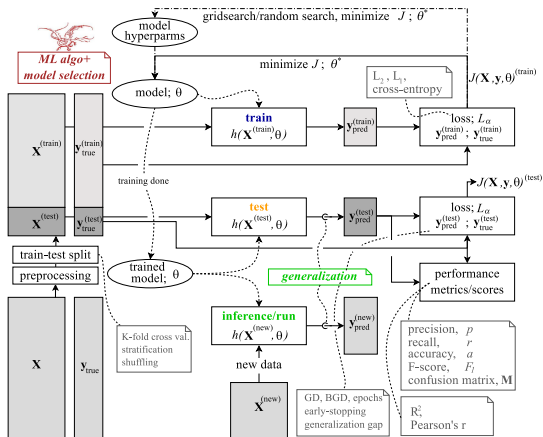 gridsearch/random search, minimize J ; θ*
model
hyperparms
ML algo+
model selection
minimize J ; θ*
model; θ
L₂ , L₁,
cross-entropy
J(X,y,θ)(train)
X(train)
y(train)true
train
h(X(train),θ)
y(train)pred
loss; Lα
y(train)pred ; y(train)true
training done
J(X,y,θ)(test)
X(test)
y(test)true
test
h(X(test),θ)
y(test)pred
loss; Lα
y(test)pred ; y(test)true
train-test split
preprocessing
trained
model; θ
generalization
performance
metrics/scores
inference/run
h(X(new),θ)
y(new)pred
K-fold cross val.
stratification
shuffling
new data
precision, p
recall, r
accuracy, a
F-score, F₁
confusion matrix, M
X
ytrue
X(new)
GD, BGD, epochs
early-stopping
generalization gap
R²,
Pearson's r